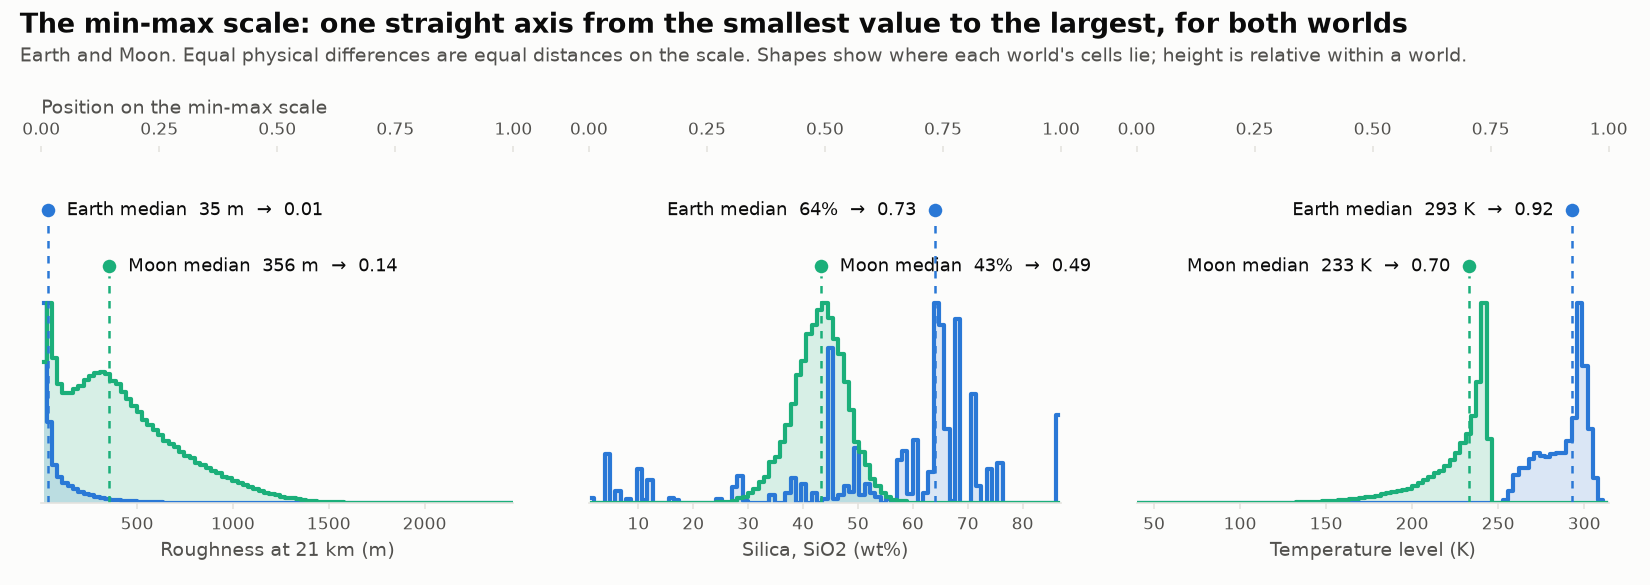 The min-max scale: one straight axis from the smallest value to the largest, for both worlds
Earth and Moon. Equal physical differences are equal distances on the scale. Shapes show where each world's cells lie; height is relative within a world.
Position on the min-max scale
0.00 0.25 0.50 0.75 1.00 0.00 0.25 0.50 0.75 1.00 0.00 0.25 0.50 0.75 1.00
Earth median 35 m → 0.01 Earth median 64% → 0.73 Earth median 293 K → 0.92
Moon median 356 m → 0.14 Moon median 43% → 0.49 Moon median 233 K → 0.70
500 1000 1500 2000 10 20 30 40 50 60 70 80 50 100 150 200 250 300
Roughness at 21 km (m) Silica, SiO2 (wt%) Temperature level (K)